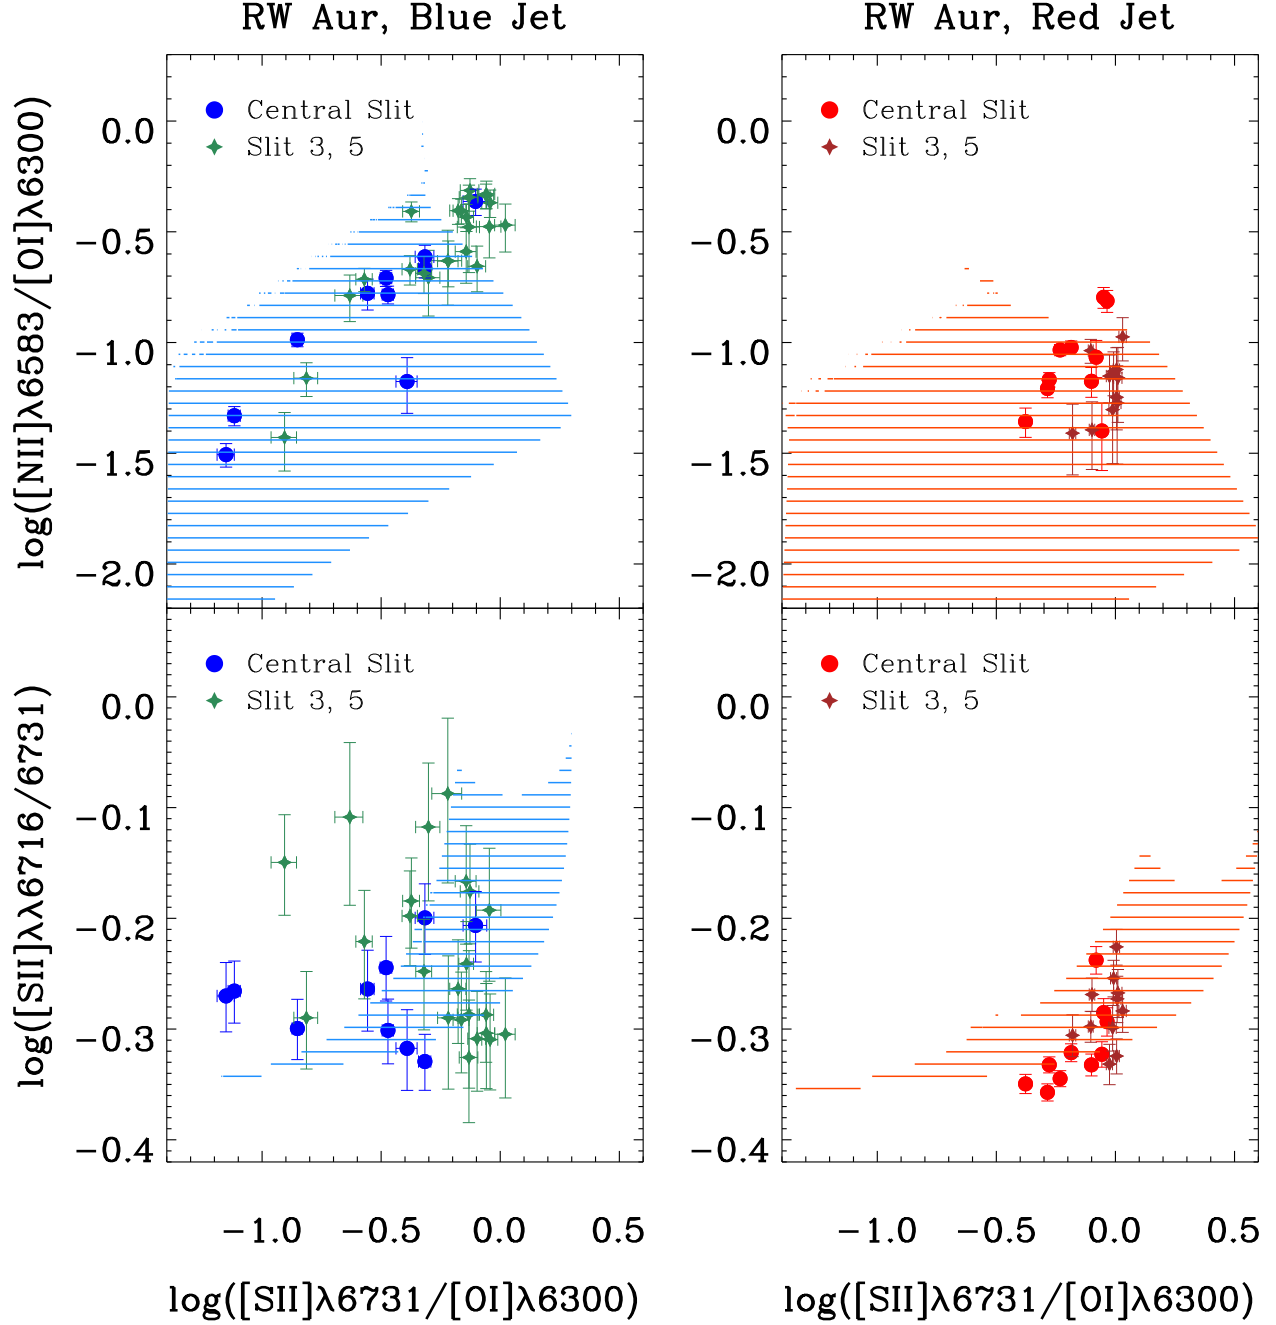 RW Aur, Blue Jet
RW Aur, Red Jet
log([NII]λ6583/[OI]λ6300)
0.0
−0.5
−1.0
−1.5
−2.0
Central Slit
Slit 3, 5
0.0
−0.5
−1.0
−1.5
−2.0
Central Slit
Slit 3, 5
log([SII]λλ6716/6731)
0.0
−0.1
−0.2
−0.3
−0.4
Central Slit
Slit 3, 5
0.0
−0.1
−0.2
−0.3
−0.4
Central Slit
Slit 3, 5
−1.0 −0.5 0.0 0.5
−1.0 −0.5 0.0 0.5
log([SII]λ6731/[OI]λ6300)
log([SII]λ6731/[OI]λ6300)